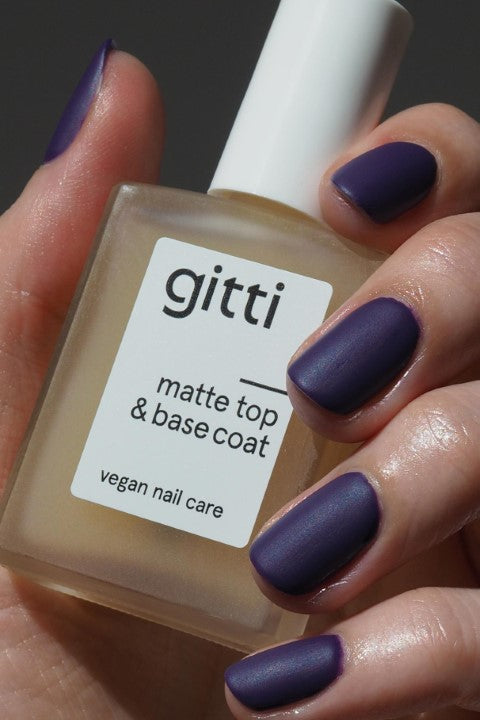 gitti
matte top
& base coat
vegan nail care